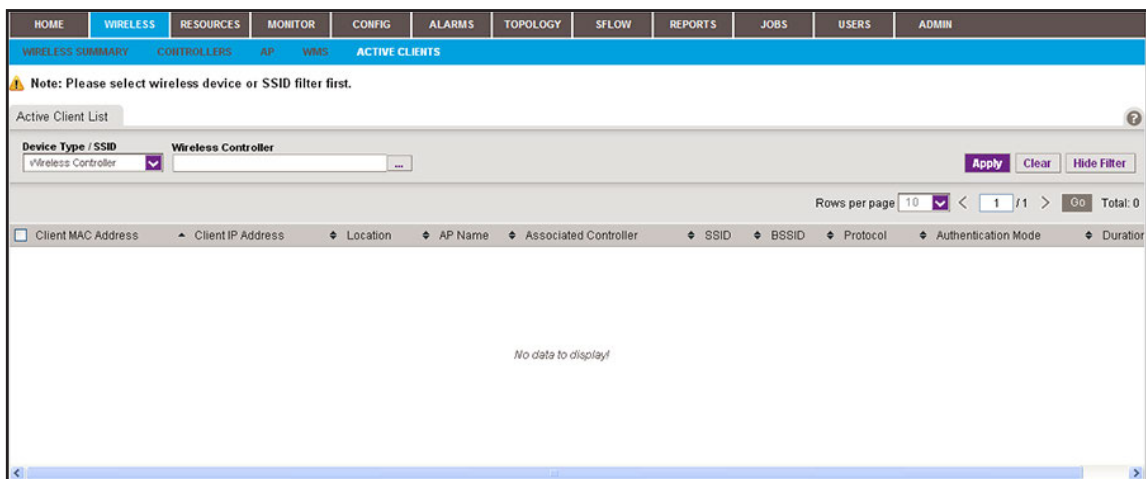 HOME WIRELESS RESOURCES MONITOR CONFIG ALARMS TOPOLOGY SFLOW REPORTS JOBS USERS ADMIN
WIRELESS SUMMARY CONTROLLERS AP WMS ACTIVE CLIENTS
Note: Please select wireless device or SSID filter first.
Active Client List
Device Type / SSID Wireless Controller
Wireless Controller ... Apply Clear Hide Filter
Rows per page 10 < 1 /1 > Go Total: 0
Client MAC Address Client IP Address Location AP Name Associated Controller SSID BSSID Protocol Authentication Mode Duration
No data to display!